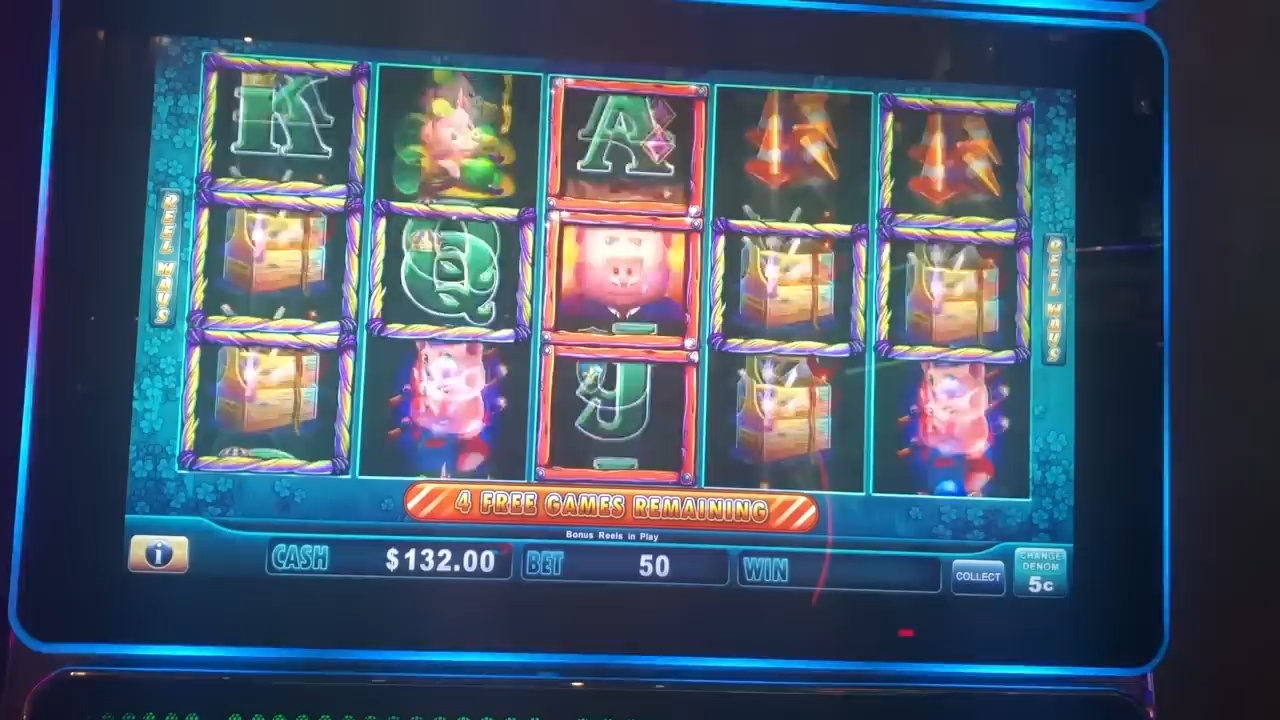 K
A
REEL WAYS
Q
REEL WAYS
J
4 FREE GAMES REMAINING
Bonus Reels in Play
i
CASH $132.00 BET 50 WIN
COLLECT
CHANGE
DENOM
5c